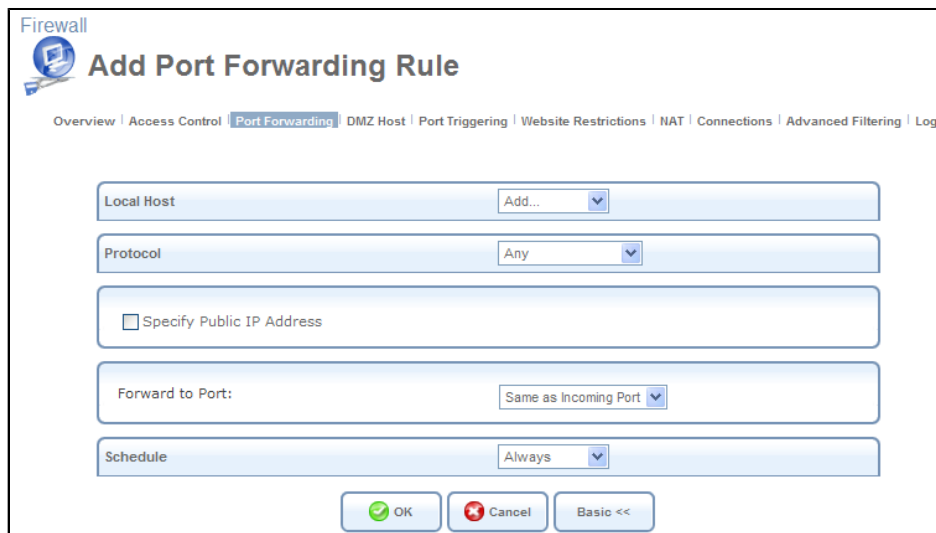 Firewall
Add Port Forwarding Rule
Overview | Access Control | Port Forwarding | DMZ Host | Port Triggering | Website Restrictions | NAT | Connections | Advanced Filtering | Log
Local Host Add...
Protocol Any
Specify Public IP Address
Forward to Port: Same as Incoming Port
Schedule Always
OK Cancel Basic <<